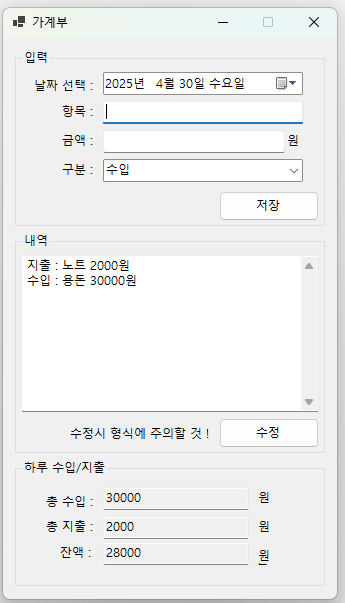 가계부
입력
날짜 선택 : 2025년 4월 30일 수요일
항목 :
금액 : 원
구분 : 수입
저장
내역
지출 : 노트 2000원
수입 : 용돈 30000원
수정시 형식에 주의할 것 ! 수정
하루 수입/지출
총 수입 : 30000 원
총 지출 : 2000 원
잔액 : 28000 원